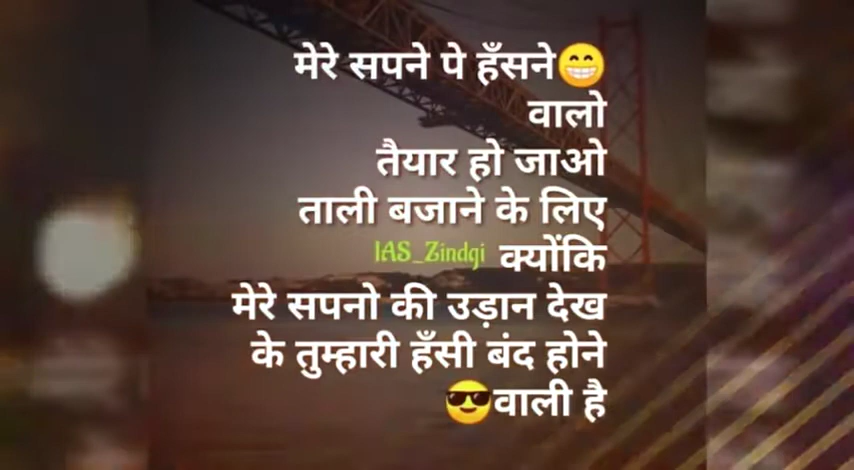 मेरे सपने पे हँसने😁
वालो
तैयार हो जाओ
ताली बजाने के लिए
IAS_Zindgi क्योंकि
मेरे सपनो की उड़ान देख
के तुम्हारी हँसी बंद होने
😎वाली है